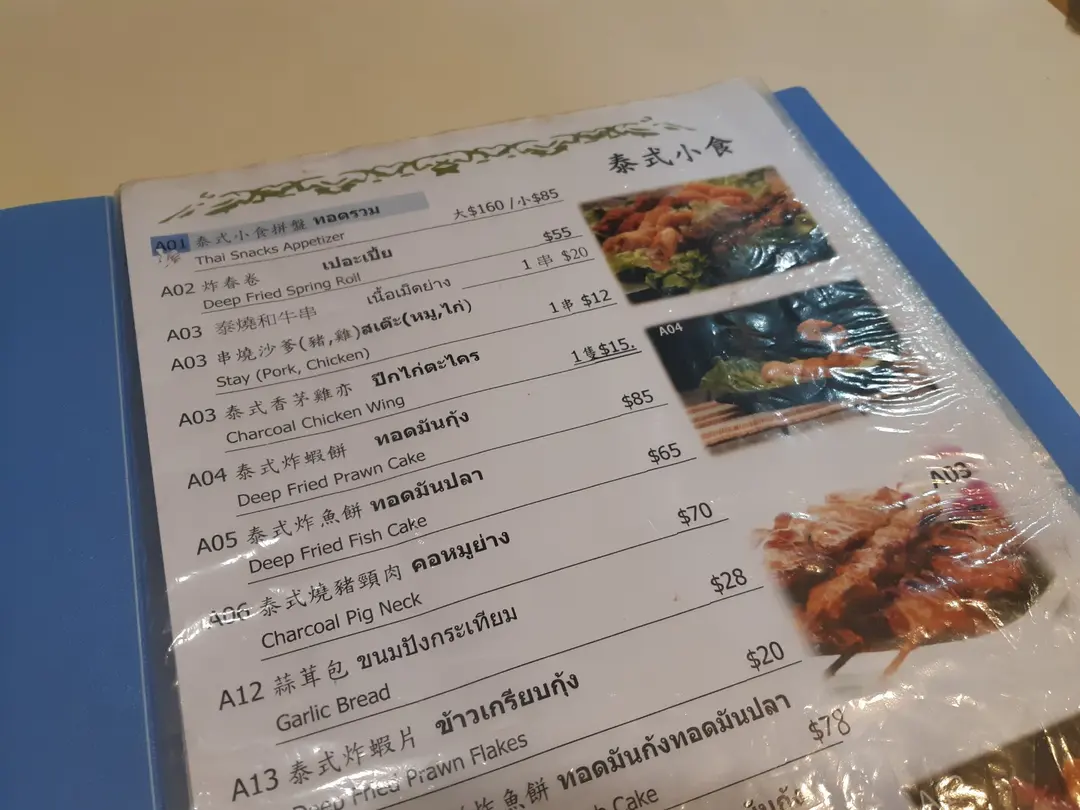 泰式小食
A01 泰式小食拼盤 ทอดรวม 大$160 /小$85
Thai Snacks Appetizer
A02 炸春卷 เปอะเปี้ย $55
Deep Fried Spring Roll
A03 泰燒和牛串 เนื้อเม็ดย่าง 1 串 $20
A03 串燒沙爹(豬,雞)สเต๊ะ(หมู,ไก่) 1串 $12
Stay (Pork, Chicken)
A03 泰式香茅雞亦 ปีกไก่ตะไคร 1隻$15.
Charcoal Chicken Wing
A04 泰式炸蝦餅 ทอดมันกุ้ง $85
Deep Fried Prawn Cake
A05 泰式炸魚餅 ทอดมันปลา $65
Deep Fried Fish Cake
A06 泰式燒豬頸肉 คอหมูย่าง $70
Charcoal Pig Neck
A12 蒜茸包 ขนมปังกระเทียม $28
Garlic Bread
A13 泰式炸蝦片 ข้าวเกรียบกุ้ง $20
Deep Fried Prawn Flakes
炸魚餅 ทอดมันกังทอดมันปลา $78
Cake
A04
A03